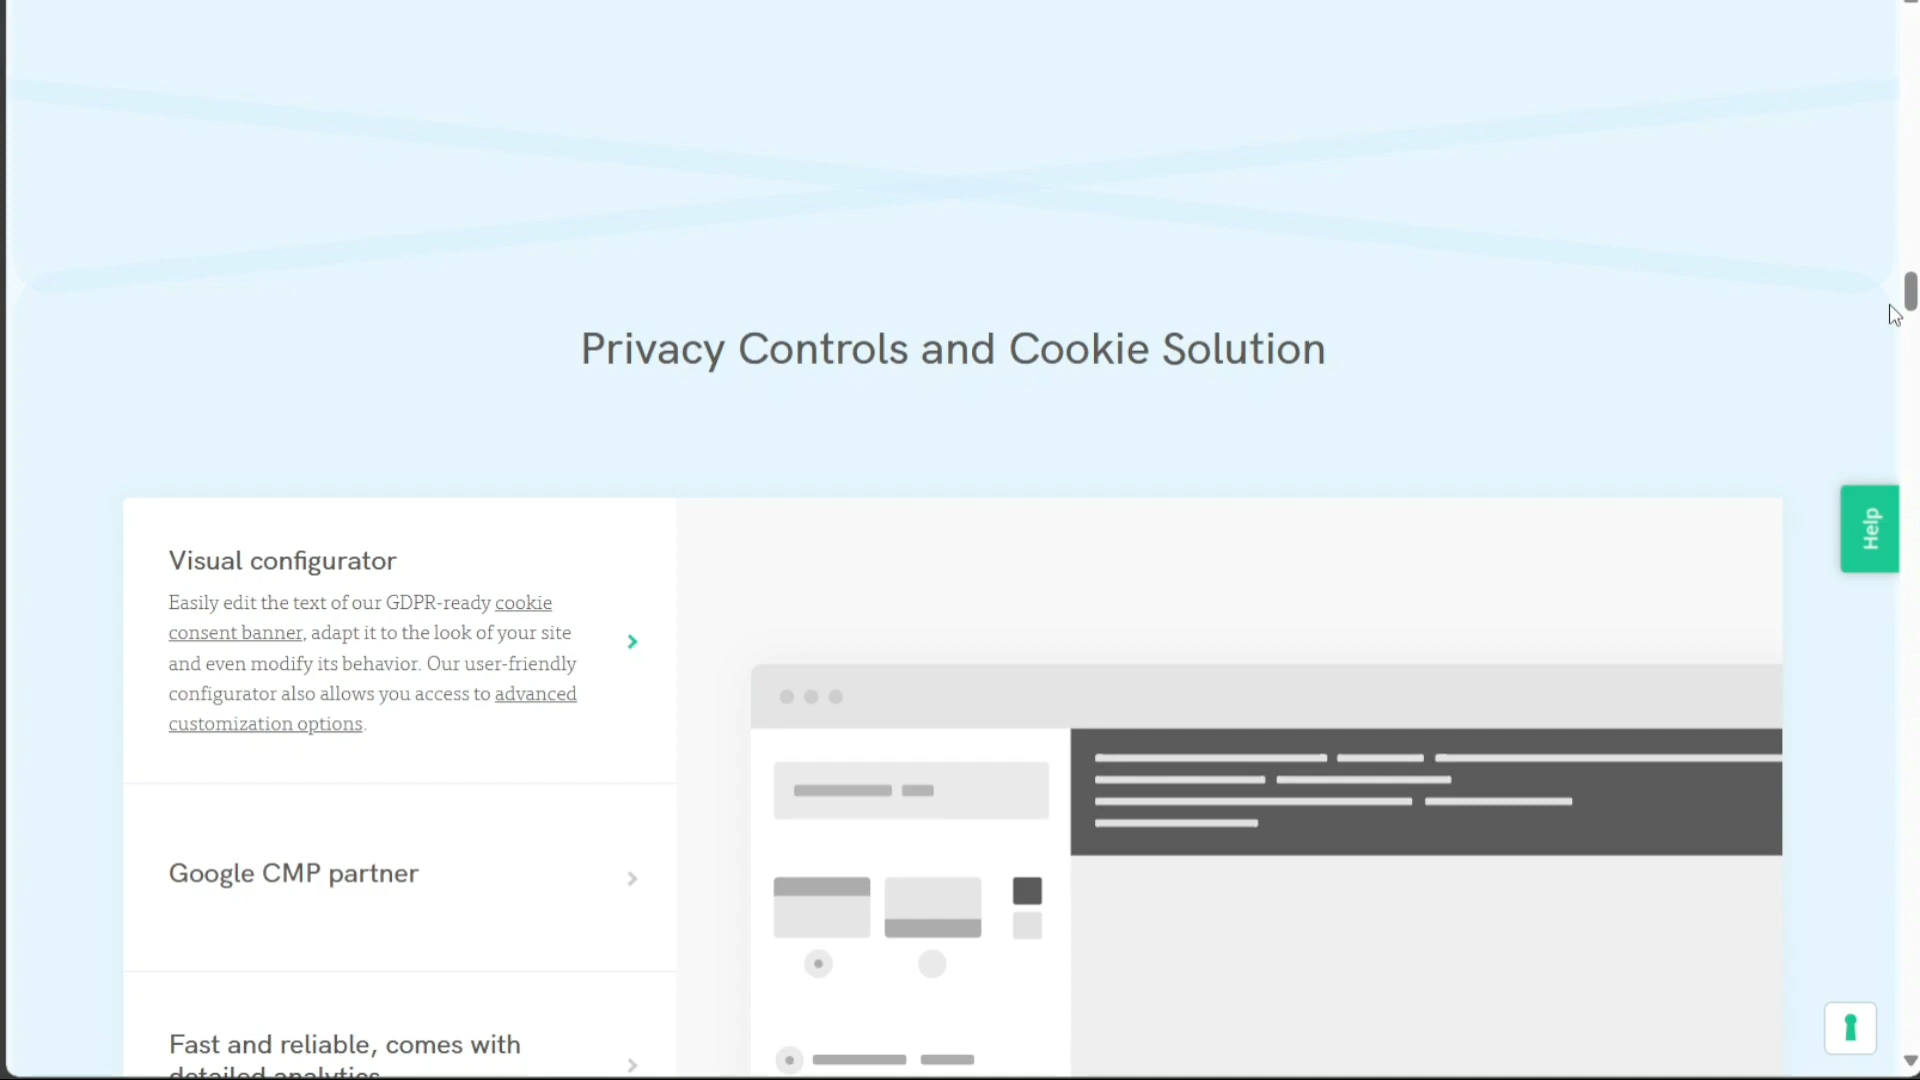 Privacy Controls and Cookie Solution
Help
Visual configurator
Easily edit the text of our GDPR-ready cookie
consent banner, adapt it to the look of your site
and even modify its behavior. Our user-friendly
configurator also allows you access to advanced
customization options.
Google CMP partner
Fast and reliable, comes with
detailed analytics